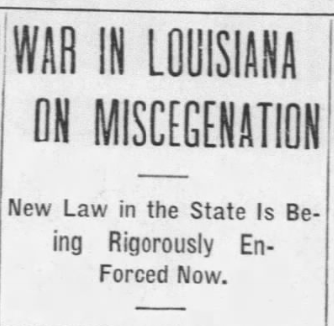 WAR IN LOUISIANA
ON MISCEGENATION
New Law in the State Is Be-
ing Rigorously En-
Forced Now.